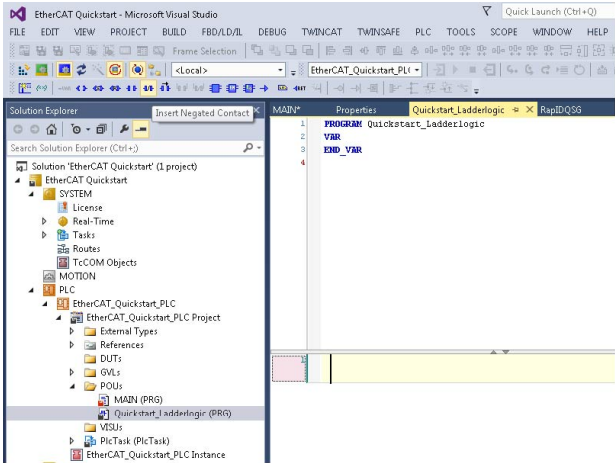 EtherCAT Quickstart - Microsoft Visual Studio
Quick Launch (Ctrl+Q)
FILE EDIT VIEW PROJECT BUILD FBD/LD/IL DEBUG TWINCAT TWINSAFE PLC TOOLS SCOPE WINDOW HELP
Frame Selection
<Local>
EtherCAT_Quickstart_PL(
Solution Explorer
Insert Negated Contact
MAIN*
Properties
Quickstart_Ladderlogic
RapIDQSG
Search Solution Explorer (Ctrl+;)
Solution 'EtherCAT Quickstart' (1 project)
EtherCAT Quickstart
SYSTEM
License
Real-Time
Tasks
Routes
TcCOM Objects
MOTION
PLC
EtherCAT_Quickstart_PLC
EtherCAT_Quickstart_PLC Project
External Types
References
DUTs
GVLs
POUs
MAIN (PRG)
Quickstart_Ladderlogic (PRG)
VISUs
PlcTask (PlcTask)
EtherCAT_Quickstart_PLC Instance
1 PROGRAM Quickstart_Ladderlogic
2 VAR
3 END_VAR
4
1